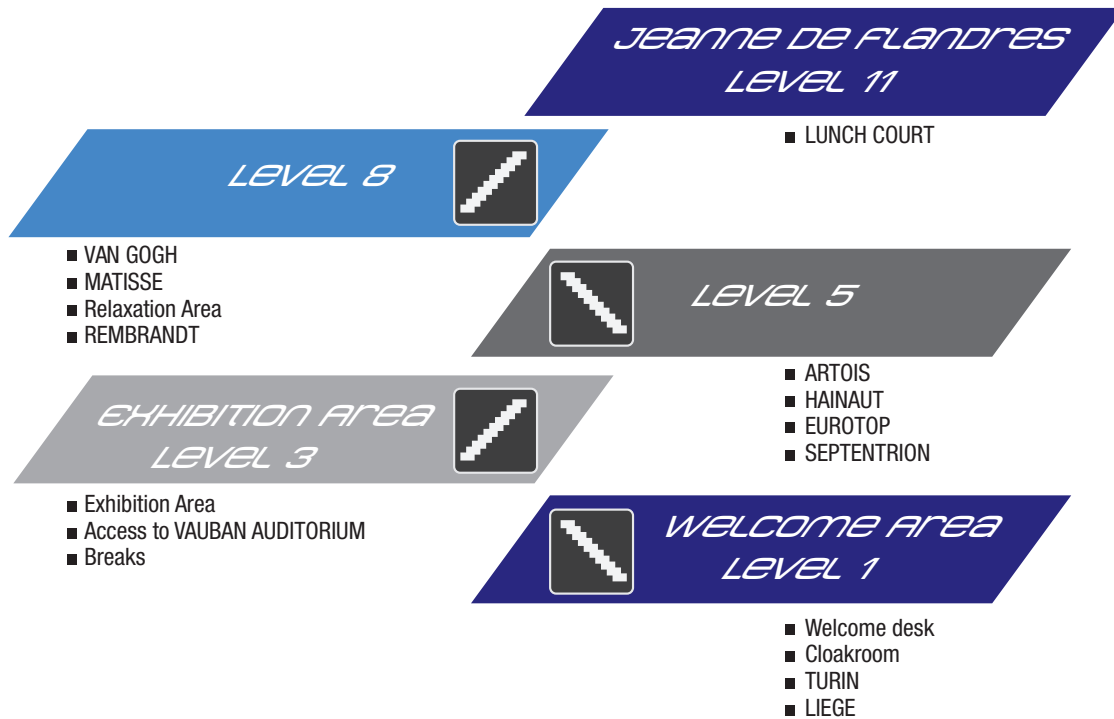 JEANNE DE FLANDRES
LEVEL 11
■ LUNCH COURT
LEVEL 8
■ VAN GOGH
■ MATISSE
■ Relaxation Area
■ REMBRANDT
LEVEL 5
■ ARTOIS
■ HAINAUT
■ EUROTOP
■ SEPTENTRION
EXHIBITION AREA
LEVEL 3
■ Exhibition Area
■ Access to VAUBAN AUDITORIUM
■ Breaks
WELCOME AREA
LEVEL 1
■ Welcome desk
■ Cloakroom
■ TURIN
■ LIEGE